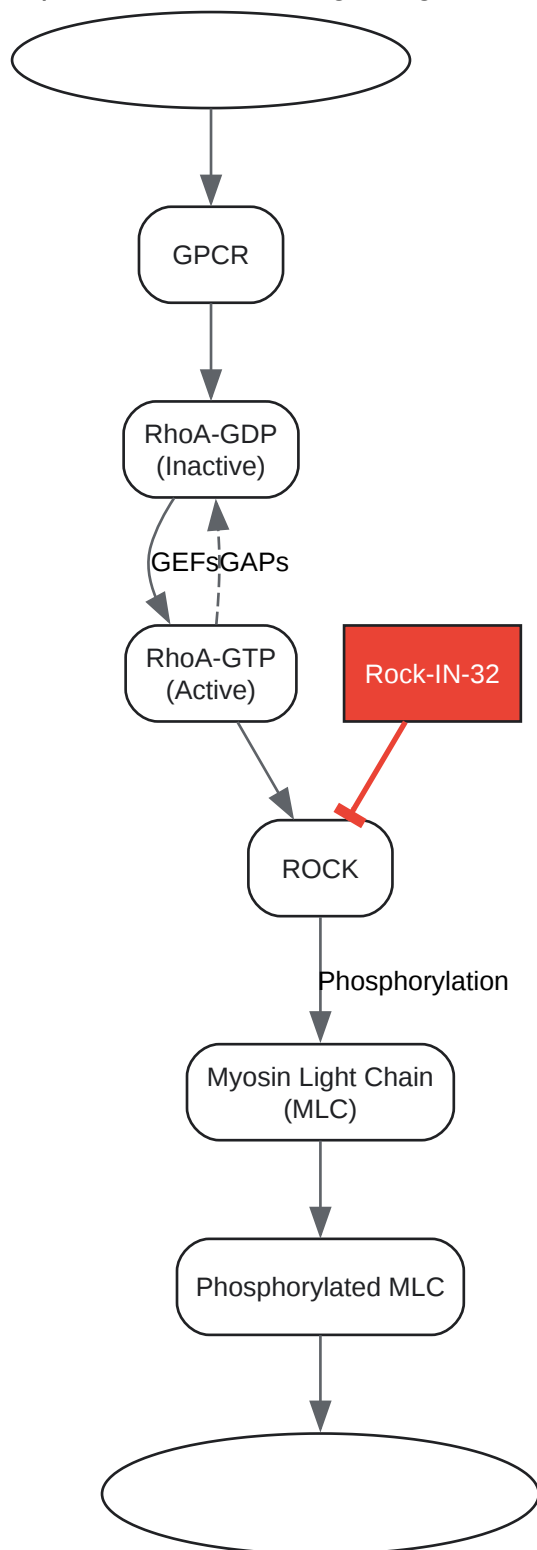 GPCR
RhoA-GDP
(Inactive)
GEFs
GAPs
RhoA-GTP
(Active)
Rock-IN-32
ROCK
Phosphorylation
Myosin Light Chain
(MLC)
Phosphorylated MLC